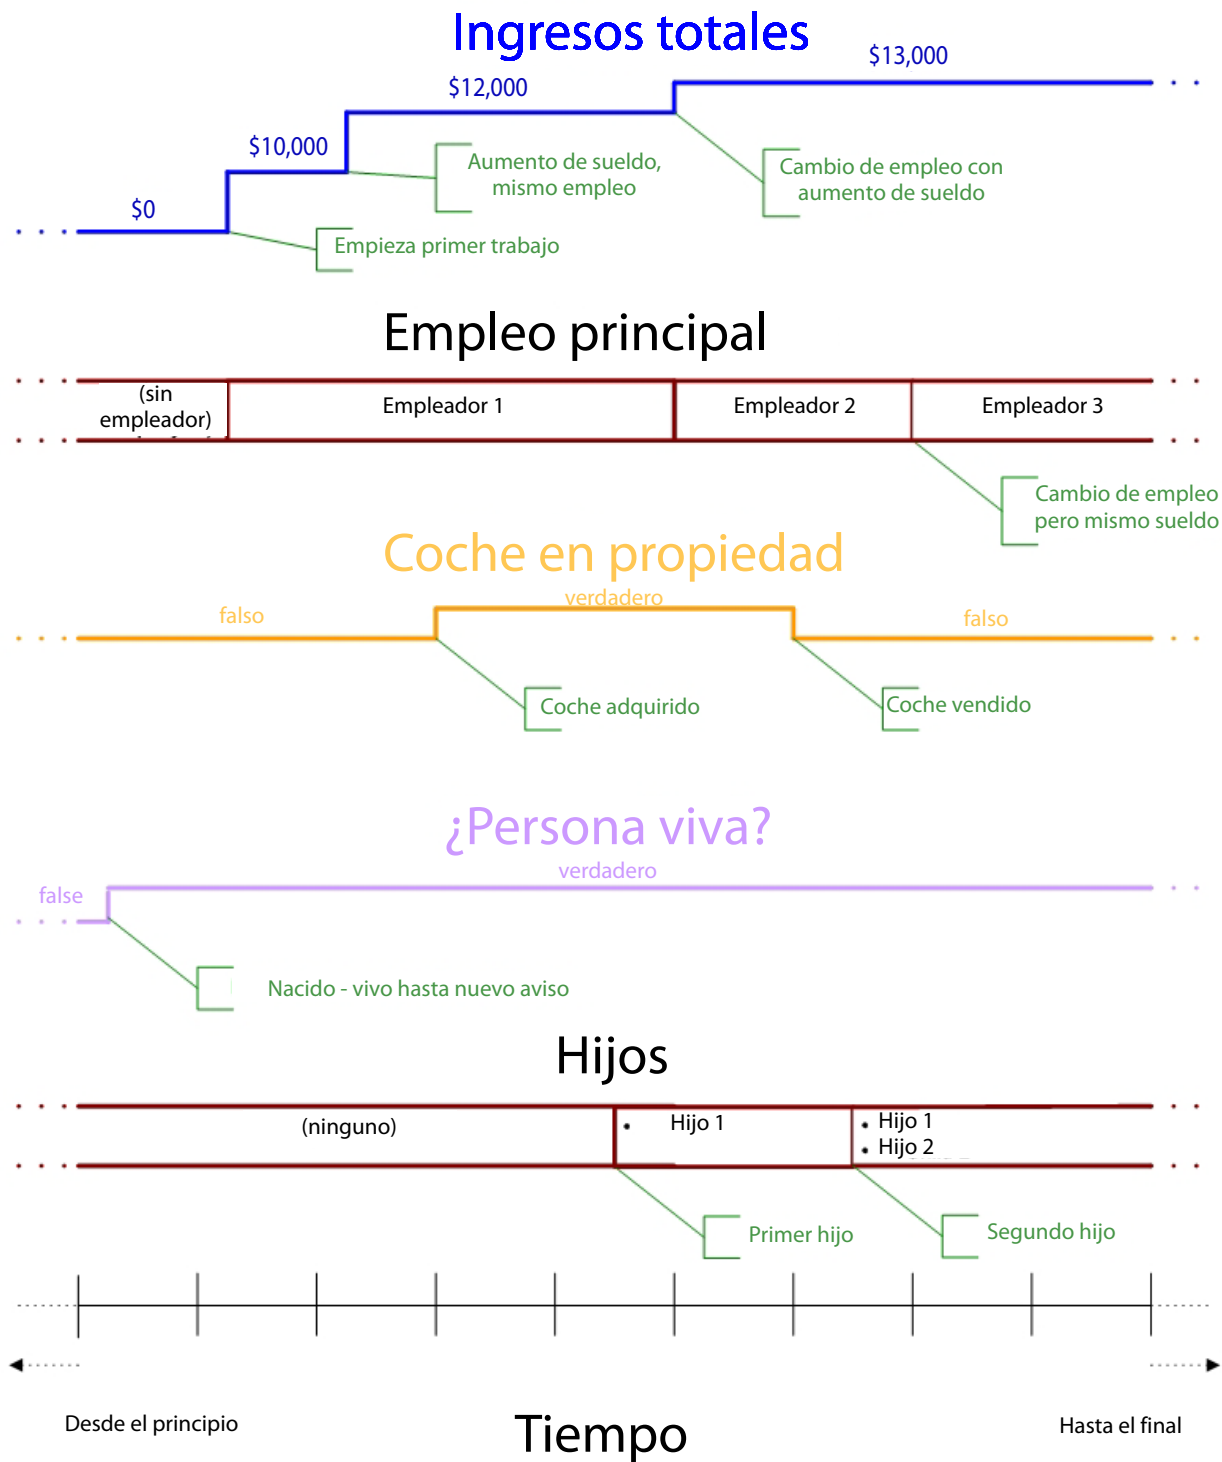 Ingresos totales
$13,000
$12,000
$10,000
$0
Aumento de sueldo,
mismo empleo
Cambio de empleo con
aumento de sueldo
Empieza primer trabajo
Empleo principal
(sin
empleador)
Empleador 1
Empleador 2
Empleador 3
Cambio de empleo
pero mismo sueldo
Coche en propiedad
falso
verdadero
falso
Coche adquirido
Coche vendido
¿Persona viva?
false
verdadero
Nacido - vivo hasta nuevo aviso
Hijos
(ninguno)
• Hijo 1
• Hijo 1
• Hijo 2
Primer hijo
Segundo hijo
Desde el principio
Tiempo
Hasta el final